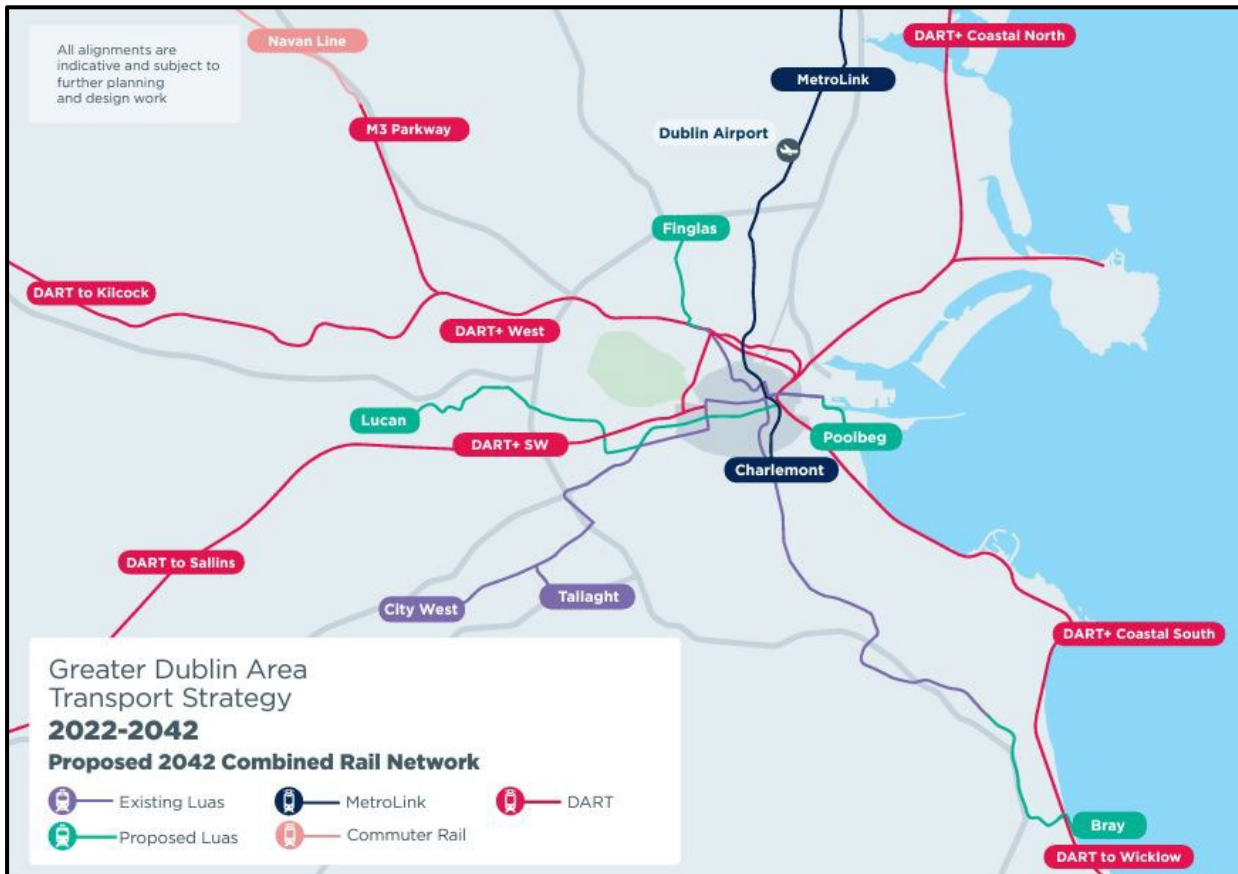 All alignments are
indicative and subject to
further planning
and design work
Navan Line
DART+ Coastal North
MetroLink
M3 Parkway
Dublin Airport
Finglas
DART to Kilcock
DART+ West
Lucan
DART+ SW
Poolbeg
Charlemont
DART to Sallins
City West
Tallaght
DART+ Coastal South
Bray
DART to Wicklow
Greater Dublin Area
Transport Strategy
2022-2042
Proposed 2042 Combined Rail Network
Existing Luas
MetroLink
DART
Proposed Luas
Commuter Rail